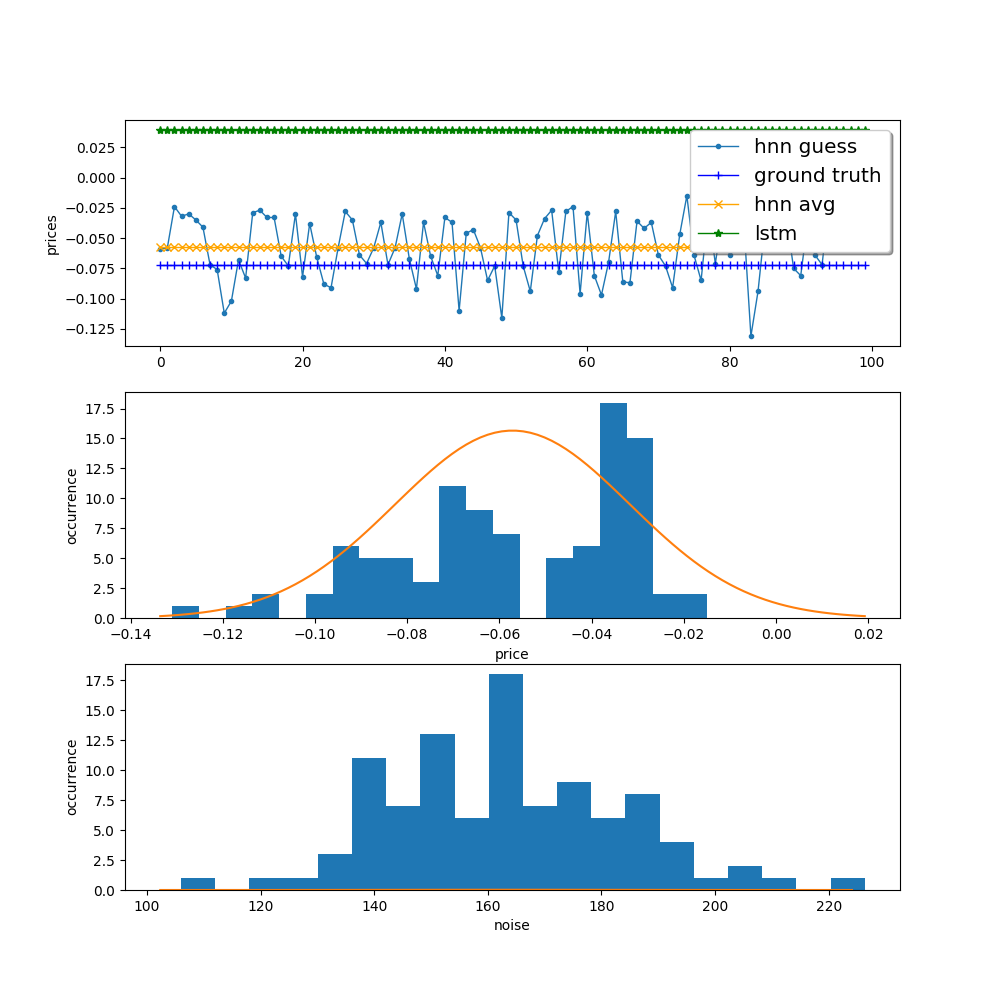 0.025
0.000
−0.025
−0.050
−0.075
−0.100
−0.125
prices
hnn guess
ground truth
hnn avg
lstm
0 20 40 60 80 100
17.5
15.0
12.5
10.0
7.5
5.0
2.5
0.0
occurrence
−0.14 −0.12 −0.10 −0.08 −0.06 −0.04 −0.02 0.00 0.02
price
17.5
15.0
12.5
10.0
7.5
5.0
2.5
0.0
occurrence
100 120 140 160 180 200 220
noise